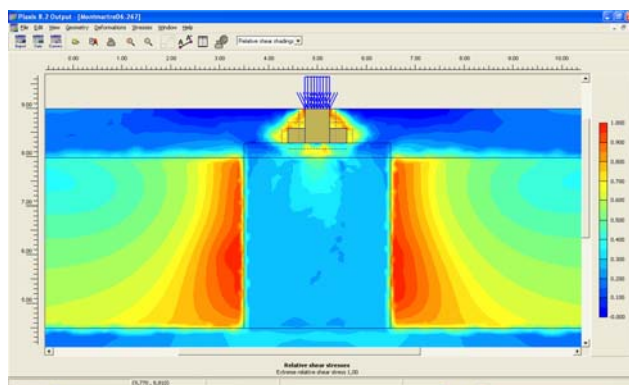 Plaxis 8.2 Output - [Montmartre06.267]
File Edit View Geometry Deformations Stresses Window Help
Relative shear shadings
0.00 1.00 2.00 3.00 4.00 5.00 6.00 7.00 8.00 9.00 10.00
9.00
8.00
7.00
6.00
5.00
1.000
0.900
0.800
0.700
0.600
0.500
0.400
0.300
0.200
0.100
0.000
Relative shear stresses
Extreme relative shear stress 1,00